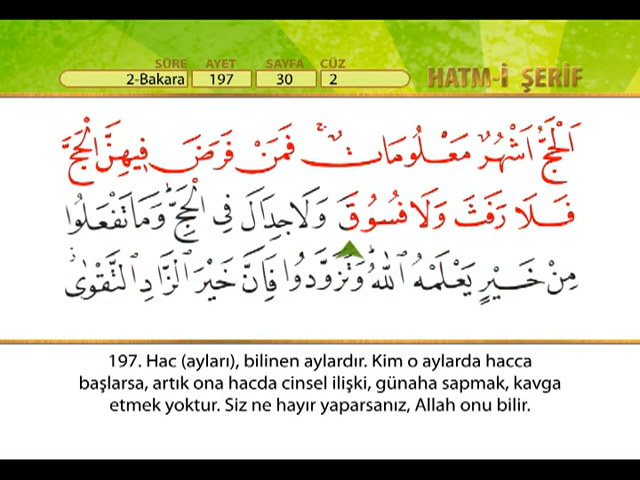 SÛRE AYET SAYFA CÜZ
2-Bakara 197 30 2
HATM-İ ŞERİF
اَلْحَجُّ اَشْهُرٌ مَعْلُومَاتٌۚ فَمَنْ فَرَضَ فِيهِنَّ الْحَجَّ
فَلَا رَفَثَ وَلَا فُسُوقَ وَلَا جِدَالَ فِي الْحَجِّۜ وَمَا تَفْعَلُوا
مِنْ خَيْرٍ يَعْلَمْهُ اللّٰهُۜ وَتَزَوَّدُوا فَاِنَّ خَيْرَ الزَّادِ التَّقْوٰىۘ
197. Hac (ayları), bilinen aylardır. Kim o aylarda hacca
başlarsa, artık ona hacda cinsel ilişki, günaha sapmak, kavga
etmek yoktur. Siz ne hayır yaparsanız, Allah onu bilir.